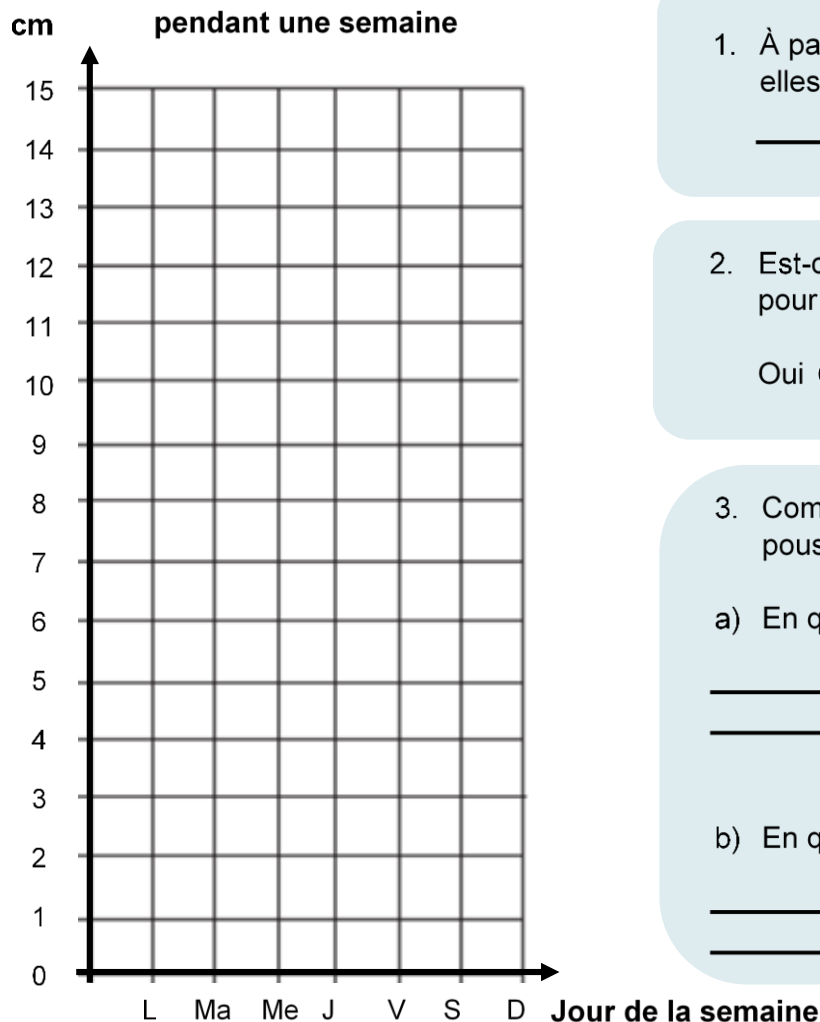 cm pendant une semaine
15
14
13
12
11
10
9
8
7
6
5
4
3
2
1
0
L Ma Me J V S D Jour de la semaine
1. À pa
elles
2. Est-
pour
Oui
3. Com
pous
a) En q
b) En q